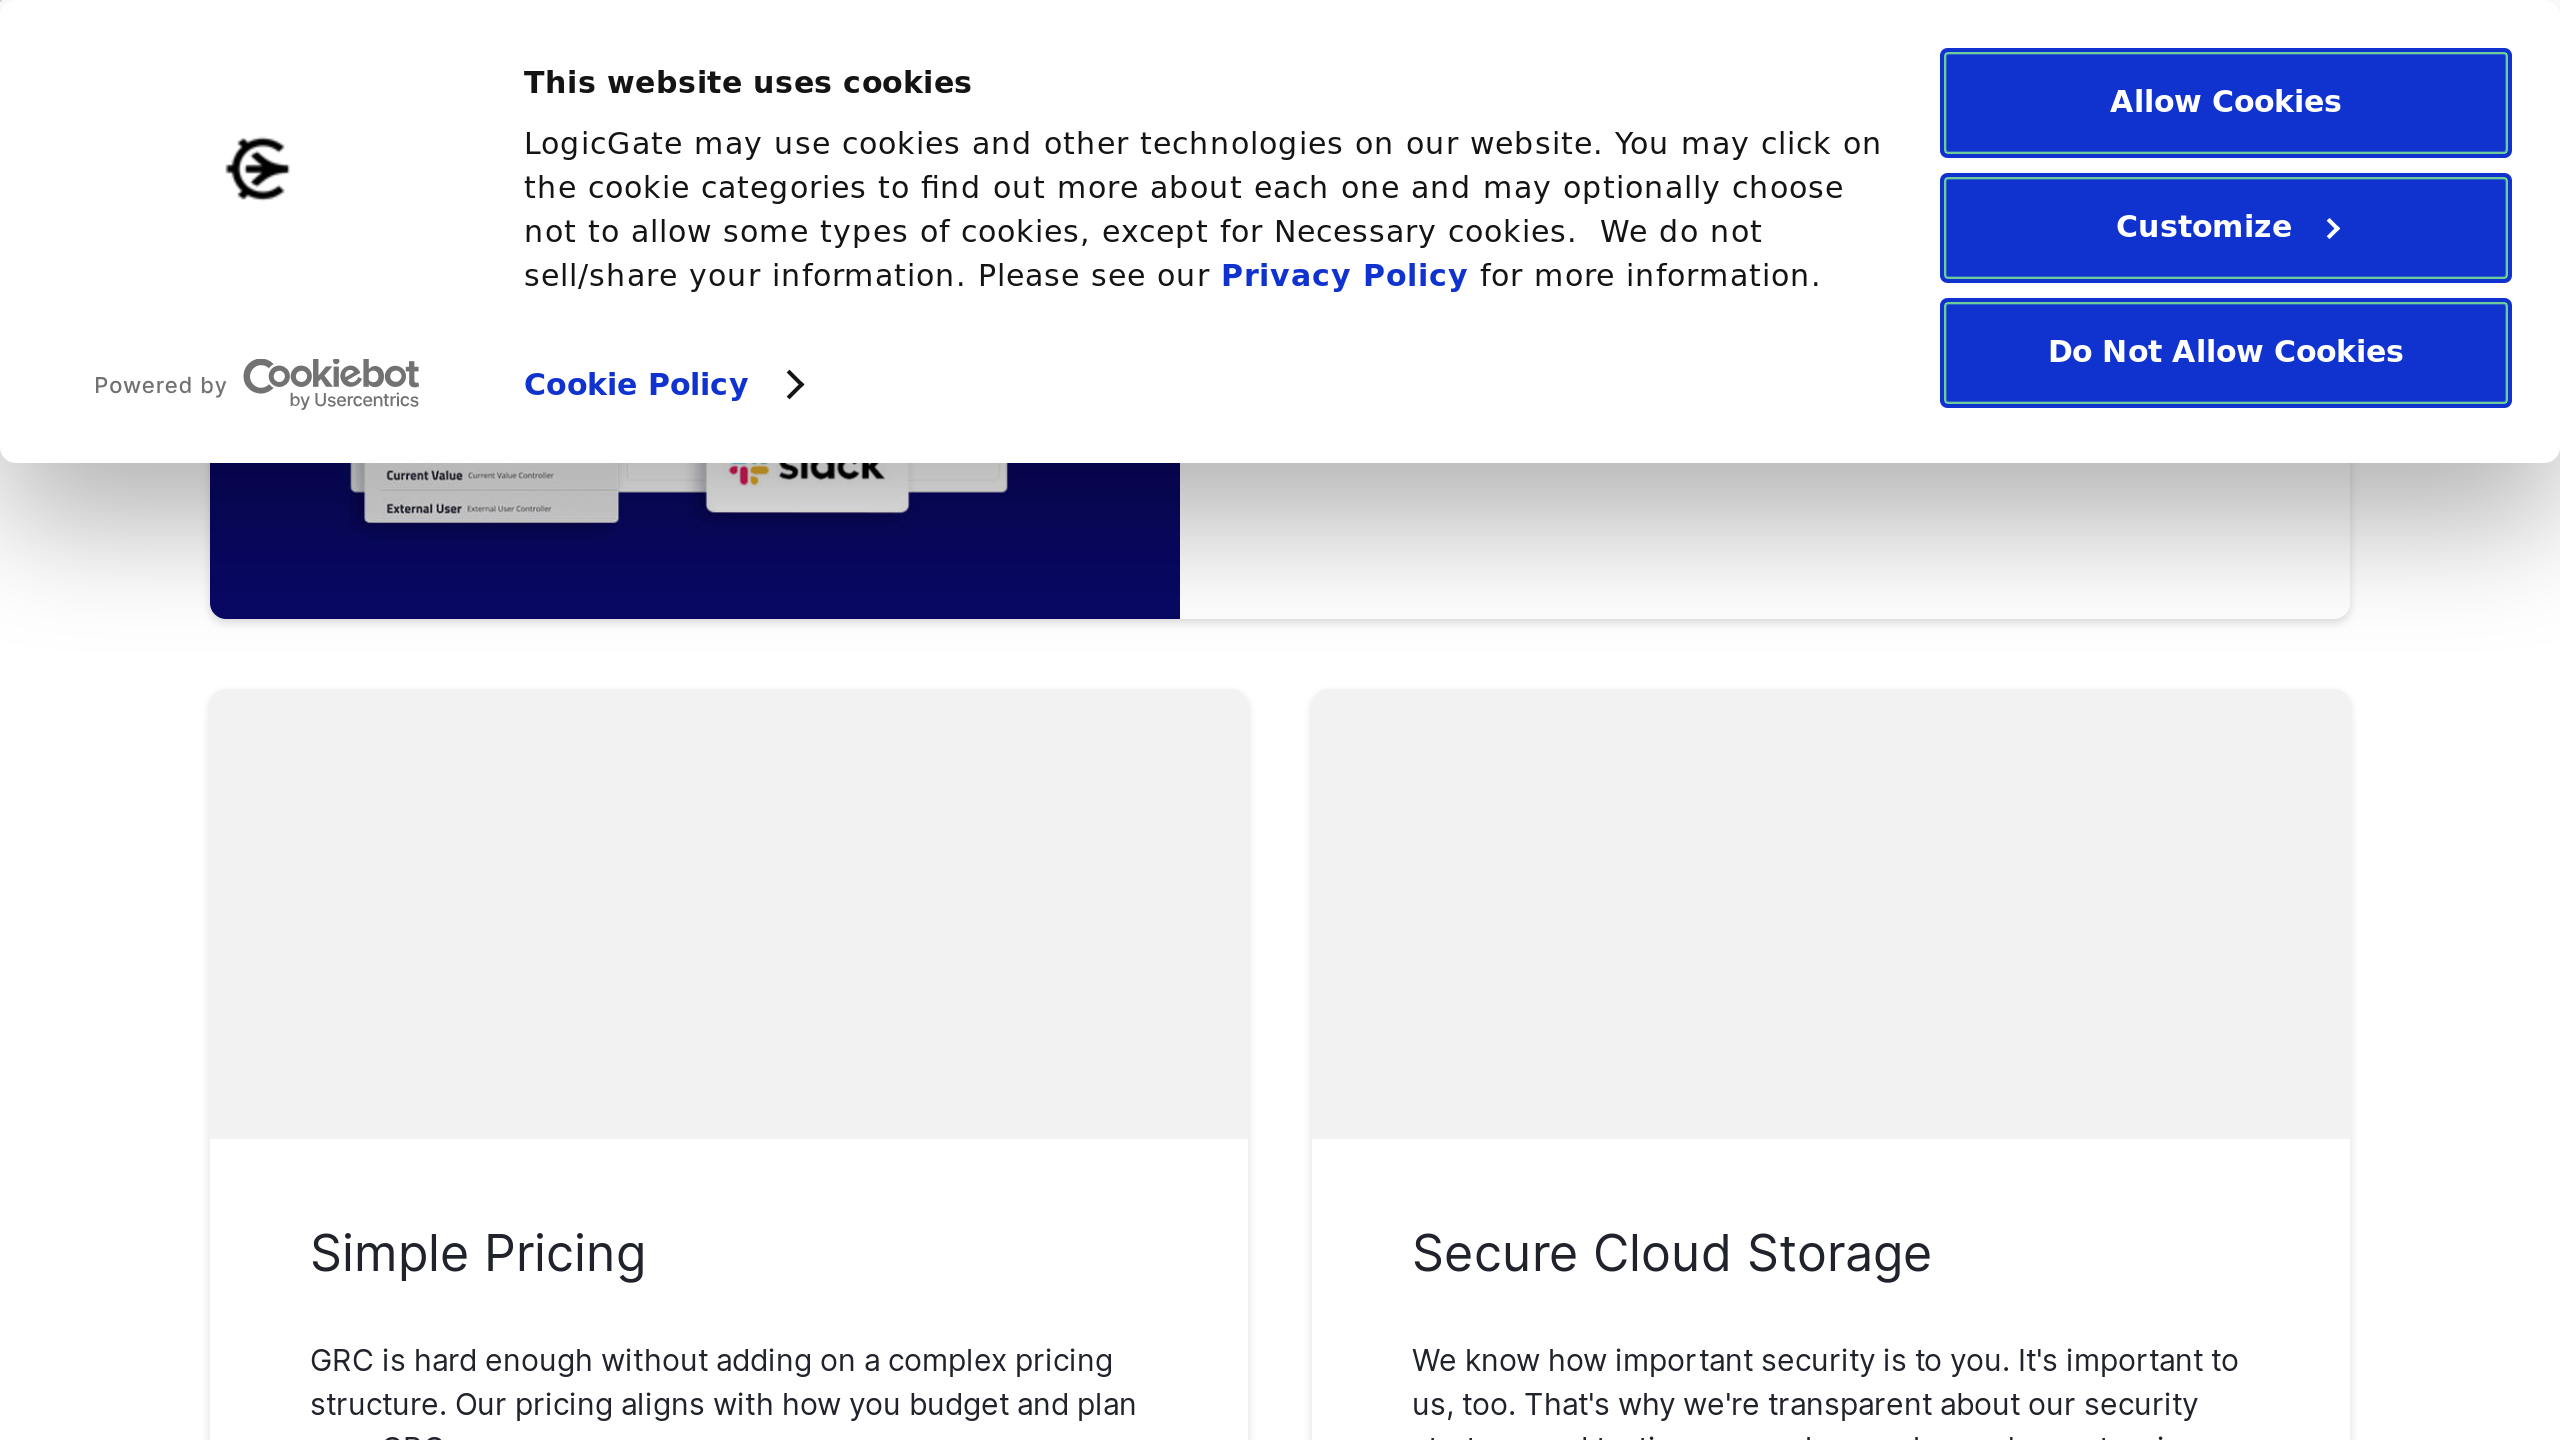 This website uses cookies
LogicGate may use cookies and other technologies on our website. You may click on
the cookie categories to find out more about each one and may optionally choose
not to allow some types of cookies, except for Necessary cookies.  We do not
sell/share your information. Please see our Privacy Policy for more information.
Powered by Cookiebot
by Usercentrics
Cookie Policy
Allow Cookies
Customize
Do Not Allow Cookies
Current Value Current Value Controller
External User External User Controller
slack
Simple Pricing
GRC is hard enough without adding on a complex pricing
structure. Our pricing aligns with how you budget and plan
Secure Cloud Storage
We know how important security is to you. It's important to
us, too. That's why we're transparent about our security